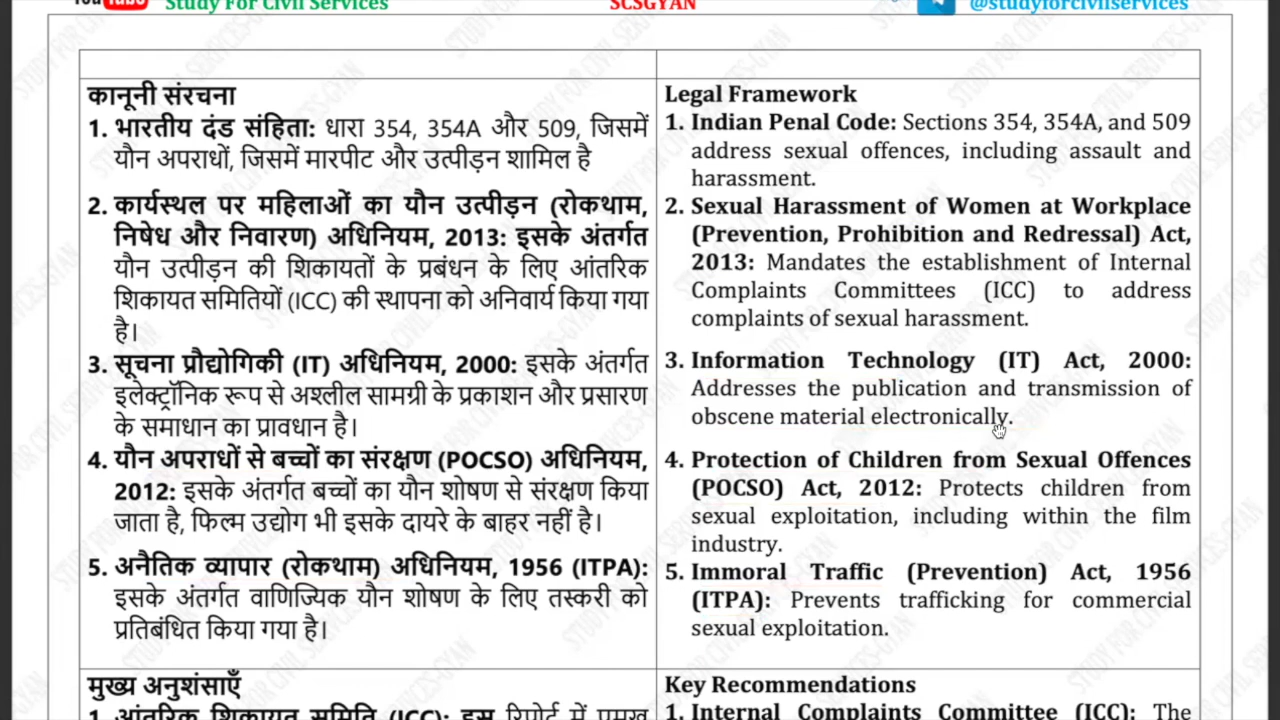 YouTube Study For Civil Services SCSGYAN @studyforcivilservices
कानूनी संरचना
1. भारतीय दंड संहिता: धारा 354, 354A और 509, जिसमें
यौन अपराधों, जिसमें मारपीट और उत्पीड़न शामिल है
2. कार्यस्थल पर महिलाओं का यौन उत्पीड़न (रोकथाम,
निषेध और निवारण) अधिनियम, 2013: इसके अंतर्गत
यौन उत्पीड़न की शिकायतों के प्रबंधन के लिए आंतरिक
शिकायत समितियों (ICC) की स्थापना को अनिवार्य किया गया
है।
3. सूचना प्रौद्योगिकी (IT) अधिनियम, 2000: इसके अंतर्गत
इलेक्ट्रॉनिक रूप से अश्लील सामग्री के प्रकाशन और प्रसारण
के समाधान का प्रावधान है।
4. यौन अपराधों से बच्चों का संरक्षण (POCSO) अधिनियम,
2012: इसके अंतर्गत बच्चों का यौन शोषण से संरक्षण किया
जाता है, फिल्म उद्योग भी इसके दायरे के बाहर नहीं है।
5. अनैतिक व्यापार (रोकथाम) अधिनियम, 1956 (ITPA):
इसके अंतर्गत वाणिज्यिक यौन शोषण के लिए तस्करी को
प्रतिबंधित किया गया है।
मुख्य अनुशंसाएँ
1. आंतरिक शिकायत समिति (ICC): इस रिपोर्ट में प्रमुख
Legal Framework
1. Indian Penal Code: Sections 354, 354A, and 509
address sexual offences, including assault and
harassment.
2. Sexual Harassment of Women at Workplace
(Prevention, Prohibition and Redressal) Act,
2013: Mandates the establishment of Internal
Complaints Committees (ICC) to address
complaints of sexual harassment.
3. Information Technology (IT) Act, 2000:
Addresses the publication and transmission of
obscene material electronically.
4. Protection of Children from Sexual Offences
(POCSO) Act, 2012: Protects children from
sexual exploitation, including within the film
industry.
5. Immoral Traffic (Prevention) Act, 1956
(ITPA): Prevents trafficking for commercial
sexual exploitation.
Key Recommendations
1. Internal Complaints Committee (ICC): The